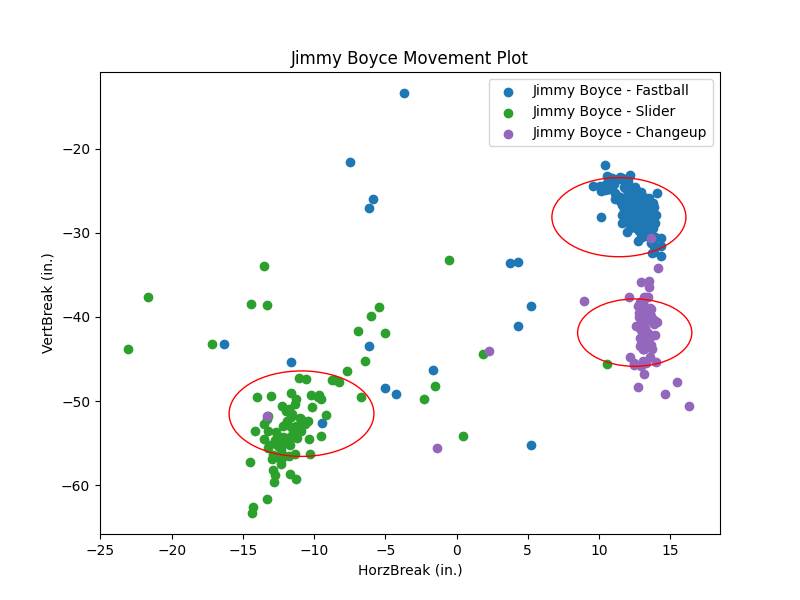 Jimmy Boyce Movement Plot
Jimmy Boyce - Fastball
Jimmy Boyce - Slider
Jimmy Boyce - Changeup
−20
−30
−40
−50
−60
VertBreak (in.)
−25 −20 −15 −10 −5 0 5 10 15
HorzBreak (in.)